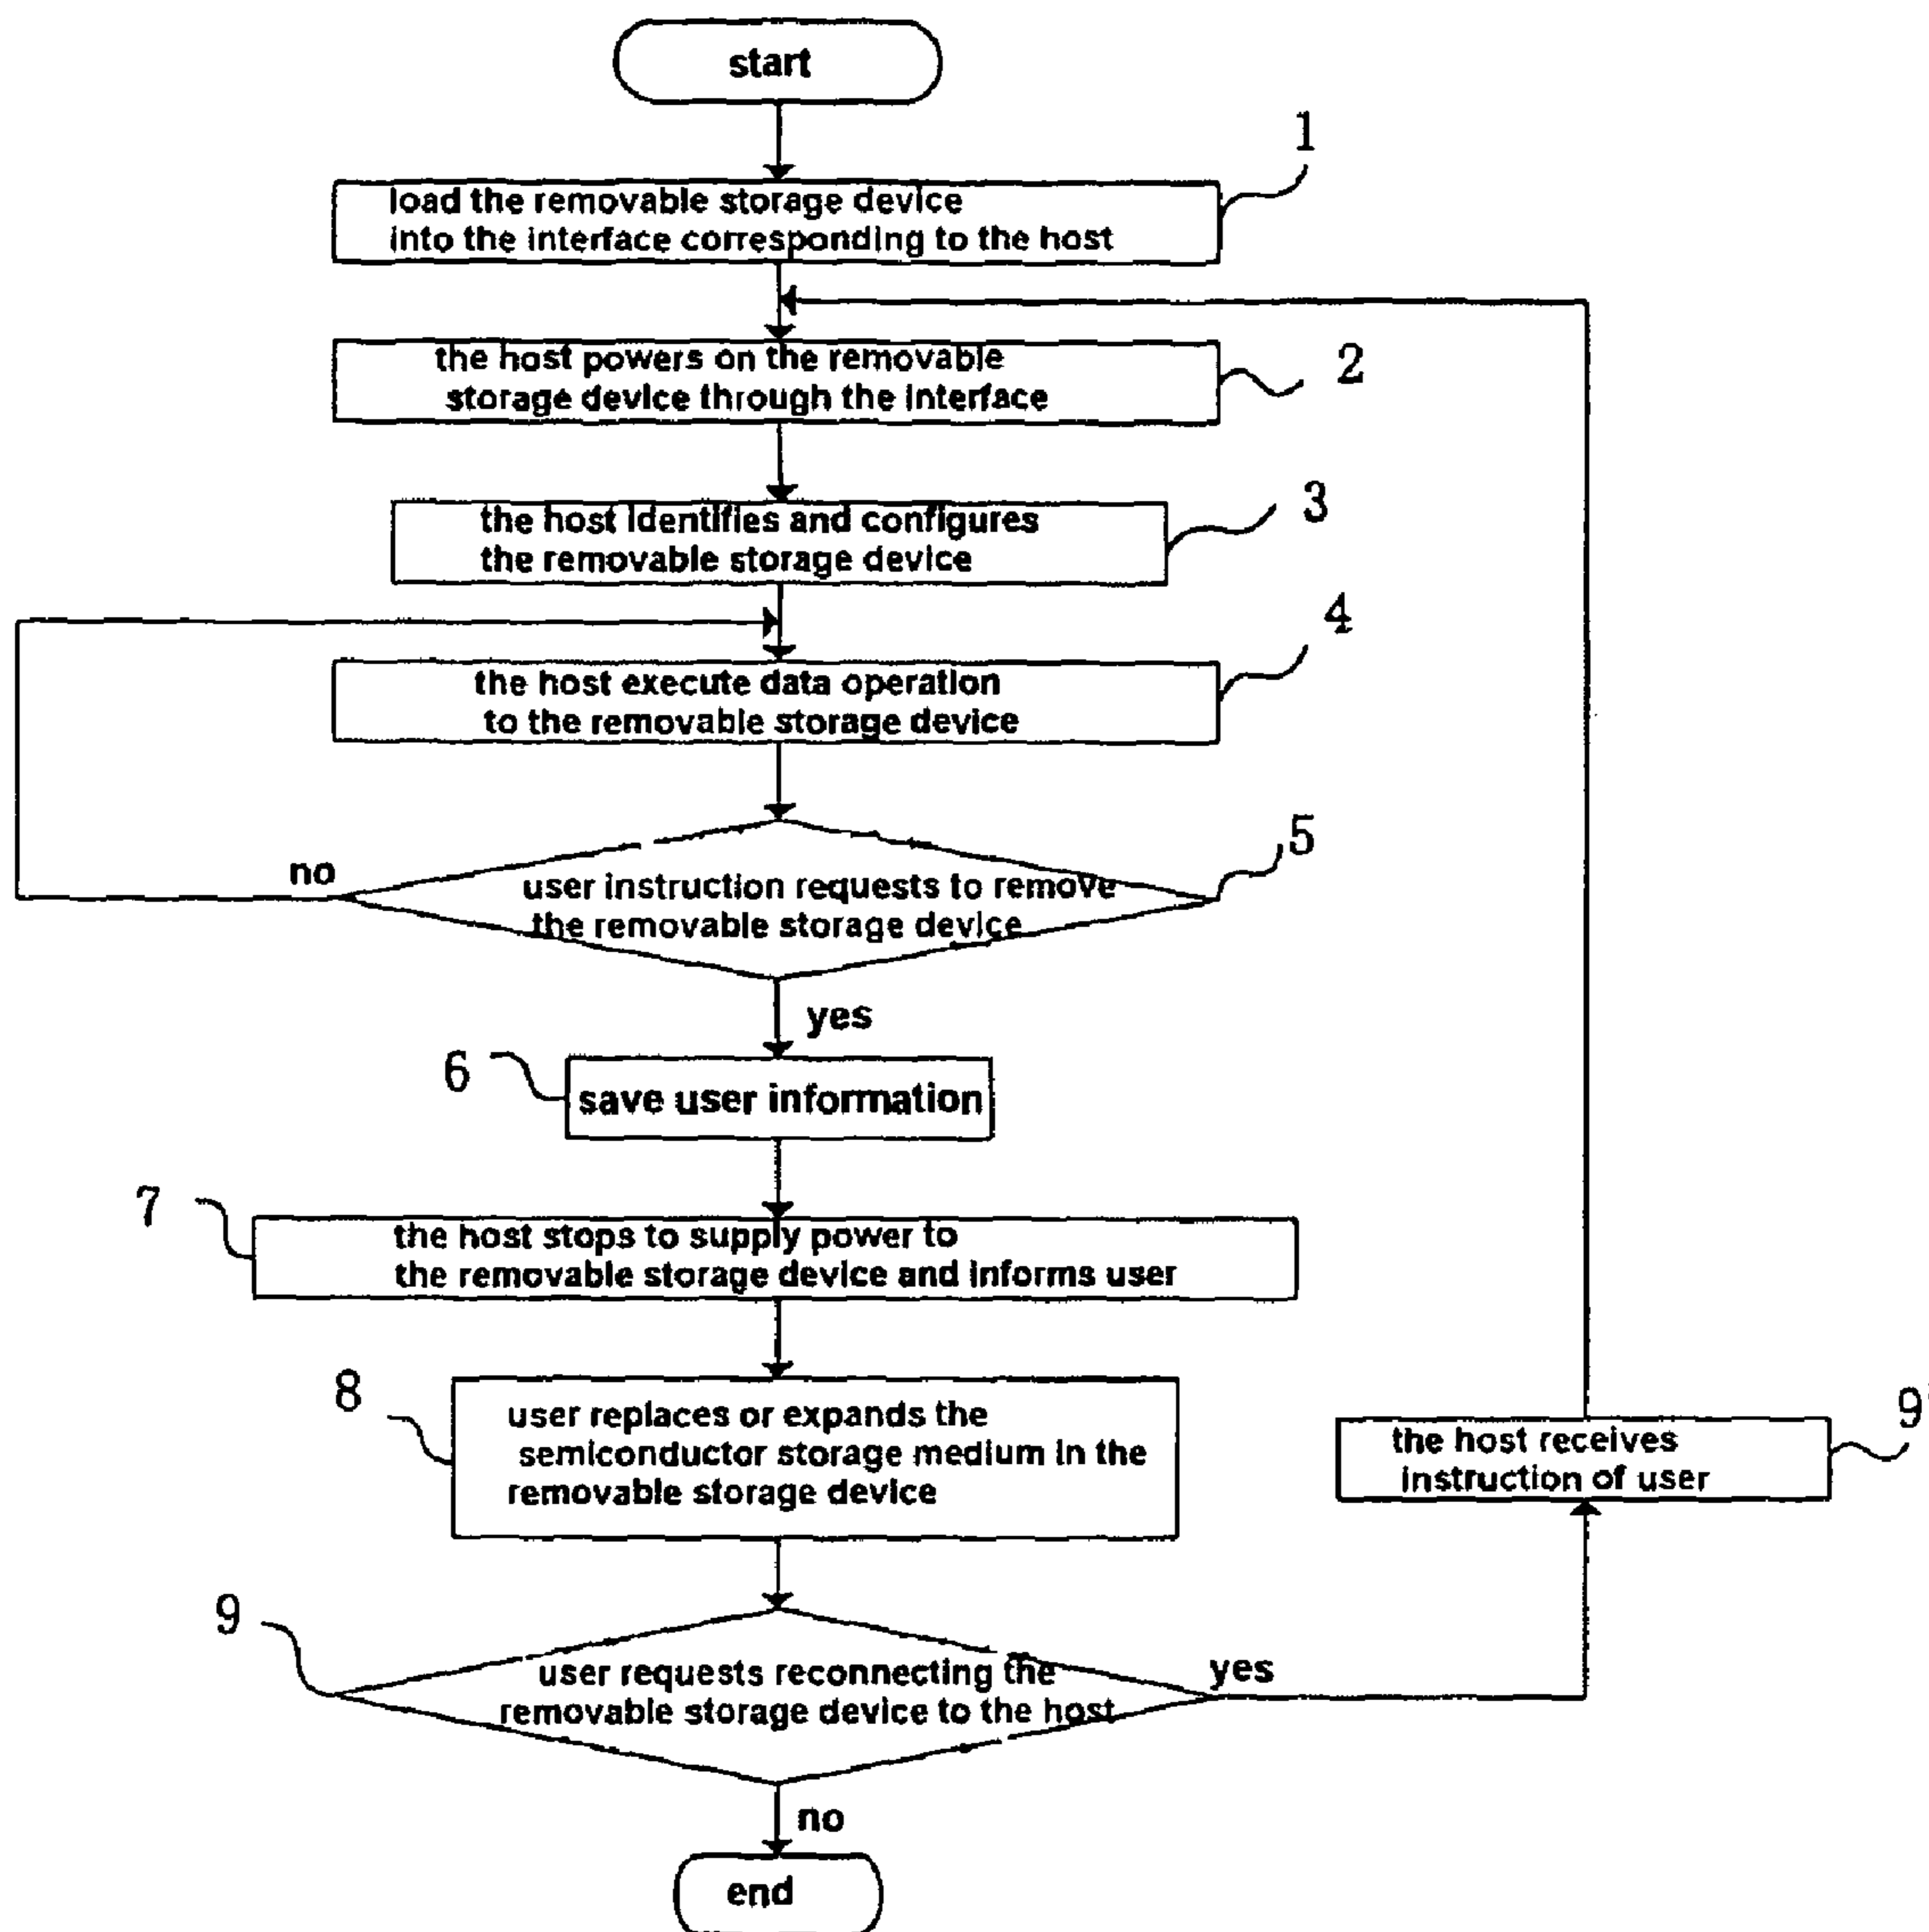 start
1
load the removable storage device
into the interface corresponding to the host
the host powers on the removable
storage device through the interface
2
the host identifies and configures
the removable storage device
3
4
the host execute data operation
to the removable storage device
5
no
user instruction requests to remove
the removable storage device
yes
6
save user information
7
the host stops to supply power to
the removable storage device and informs user
8
user replaces or expands the
semiconductor storage medium in the
removable storage device
9'
the host receives
instruction of user
9
user requests reconnecting the
removable storage device to the host
yes
no
end